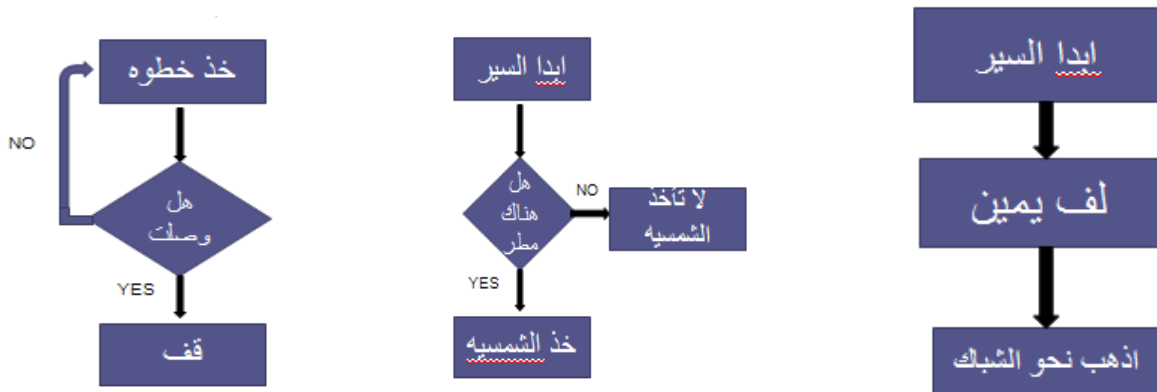 خذ خطوه
NO
هل
وصلت
YES
قف
ابدا السير
هل
هناك
مطر
NO
لا تأخذ
الشمسيه
YES
خذ الشمسيه
ابدا السير
لف يمين
اذهب نحو الشباك